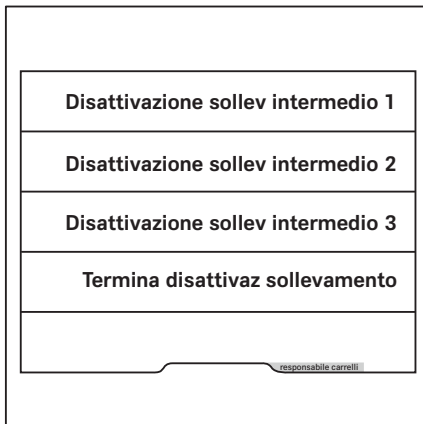 Disattivazione sollev intermedio 1
Disattivazione sollev intermedio 2
Disattivazione sollev intermedio 3
Termina disattivaz sollevamento
responsabile carrelli